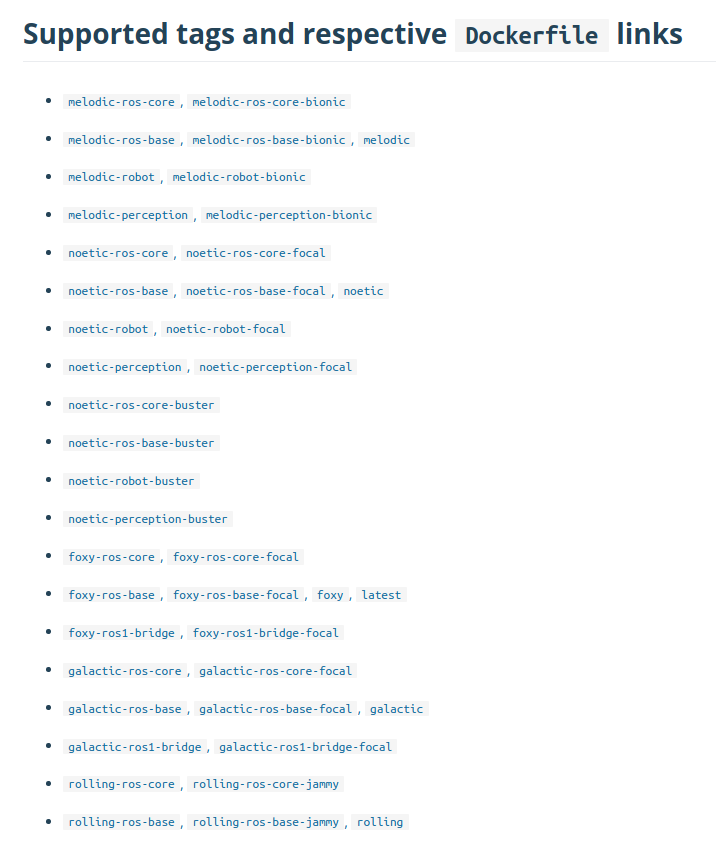 Supported tags and respective Dockerfile links
melodic-ros-core, melodic-ros-core-bionic
melodic-ros-base, melodic-ros-base-bionic, melodic
melodic-robot, melodic-robot-bionic
melodic-perception, melodic-perception-bionic
noetic-ros-core, noetic-ros-core-focal
noetic-ros-base, noetic-ros-base-focal, noetic
noetic-robot, noetic-robot-focal
noetic-perception, noetic-perception-focal
noetic-ros-core-buster
noetic-ros-base-buster
noetic-robot-buster
noetic-perception-buster
foxy-ros-core, foxy-ros-core-focal
foxy-ros-base, foxy-ros-base-focal, foxy, latest
foxy-ros1-bridge, foxy-ros1-bridge-focal
galactic-ros-core, galactic-ros-core-focal
galactic-ros-base, galactic-ros-base-focal, galactic
galactic-ros1-bridge, galactic-ros1-bridge-focal
rolling-ros-core, rolling-ros-core-jammy
rolling-ros-base, rolling-ros-base-jammy, rolling